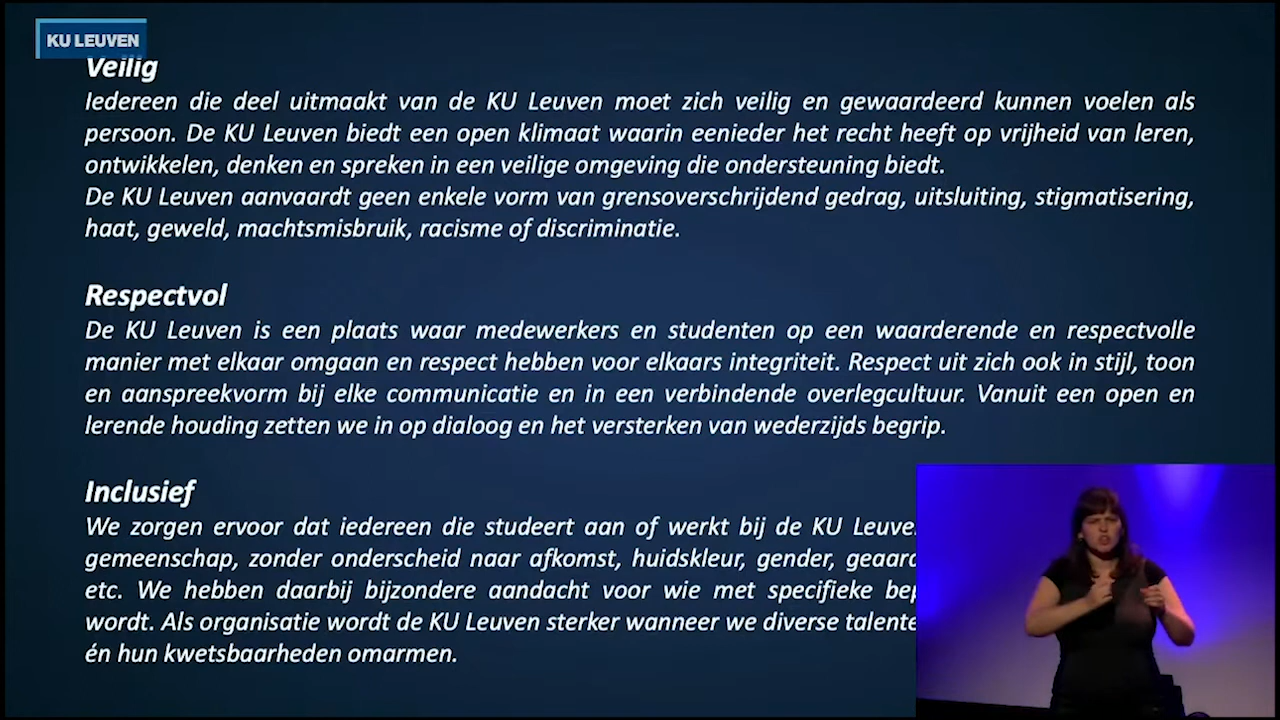 KU LEUVEN
Veilig
Iedereen die deel uitmaakt van de KU Leuven moet zich veilig en gewaardeerd kunnen voelen als
persoon. De KU Leuven biedt een open klimaat waarin eenieder het recht heeft op vrijheid van leren,
ontwikkelen, denken en spreken in een veilige omgeving die ondersteuning biedt.
De KU Leuven aanvaardt geen enkele vorm van grensoverschrijdend gedrag, uitsluiting, stigmatisering,
haat, geweld, machtsmisbruik, racisme of discriminatie.
Respectvol
De KU Leuven is een plaats waar medewerkers en studenten op een waarderende en respectvolle
manier met elkaar omgaan en respect hebben voor elkaars integriteit. Respect uit zich ook in stijl, toon
en aanspreekvorm bij elke communicatie en in een verbindende overlegcultuur. Vanuit een open en
lerende houding zetten we in op dialoog en het versterken van wederzijds begrip.
Inclusief
We zorgen ervoor dat iedereen die studeert aan of werkt bij de KU
gemeenschap, zonder onderscheid naar afkomst, huidskleur, gender,
etc. We hebben daarbij bijzondere aandacht voor wie met specifieke
wordt. Als organisatie wordt de KU Leuven sterker wanneer we diverse
én hun kwetsbaarheden omarmen.